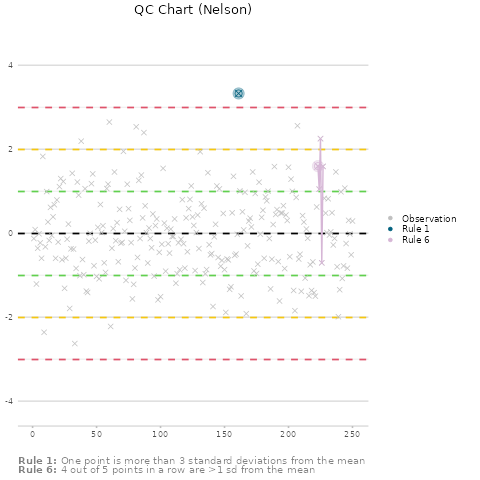 QC Chart (Nelson)
4
2
0
-2
-4
0
50
100
150
200
250
Observation
Rule 1
Rule 6
Rule 1: One point is more than 3 standard deviations from the mean
Rule 6: 4 out of 5 points in a row are >1 sd from the mean